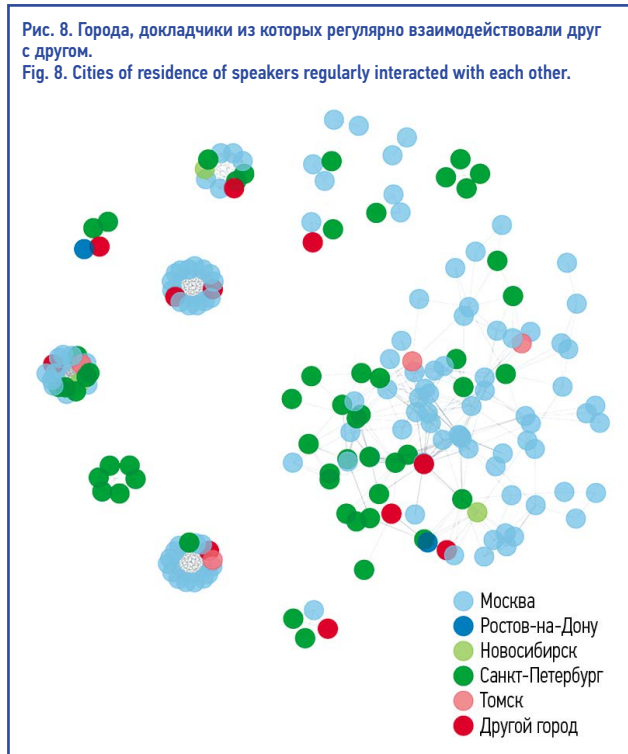 Рис. 8. Города, докладчики из которых регулярно взаимодействовали друг
с другом.
Fig. 8. Cities of residence of speakers regularly interacted with each other.
Москва
Ростов-на-Дону
Новосибирск
Санкт-Петербург
Томск
Другой город